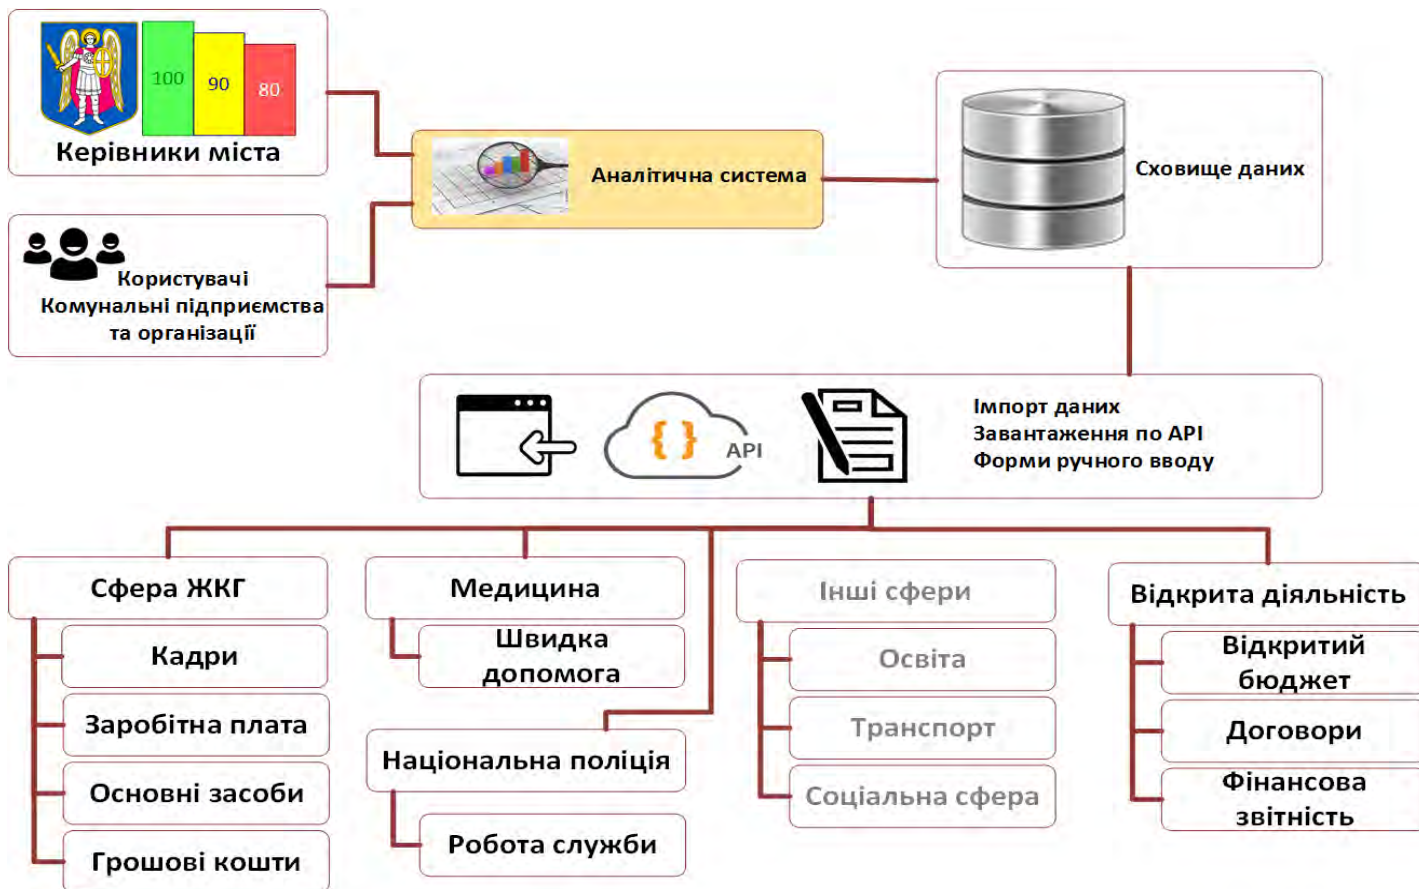 100
90
80
Керівники міста
Аналітична система
Сховище даних
Користувачі
Комунальні підприємства
та організації
{ }
API
Імпорт даних
Завантаження по API
Форми ручного вводу
Сфера ЖКГ
Кадри
Заробітна плата
Основні засоби
Грошові кошти
Медицина
Швидка
допомога
Національна поліція
Робота служби
Інші сфери
Освіта
Транспорт
Соціальна сфера
Відкрита діяльність
Відкритий
бюджет
Договори
Фінансова
звітність